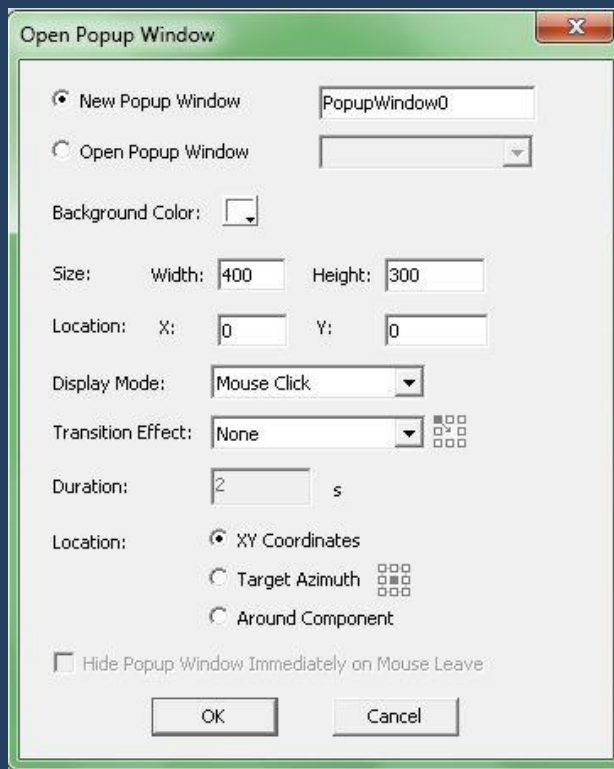 Open Popup Window
New Popup Window PopupWindow0
Open Popup Window
Background Color:
Size: Width: 400 Height: 300
Location: X: 0 Y: 0
Display Mode: Mouse Click
Transition Effect: None
Duration: 2 s
Location: XY Coordinates
Target Azimuth
Around Component
Hide Popup Window Immediately on Mouse Leave
OK Cancel